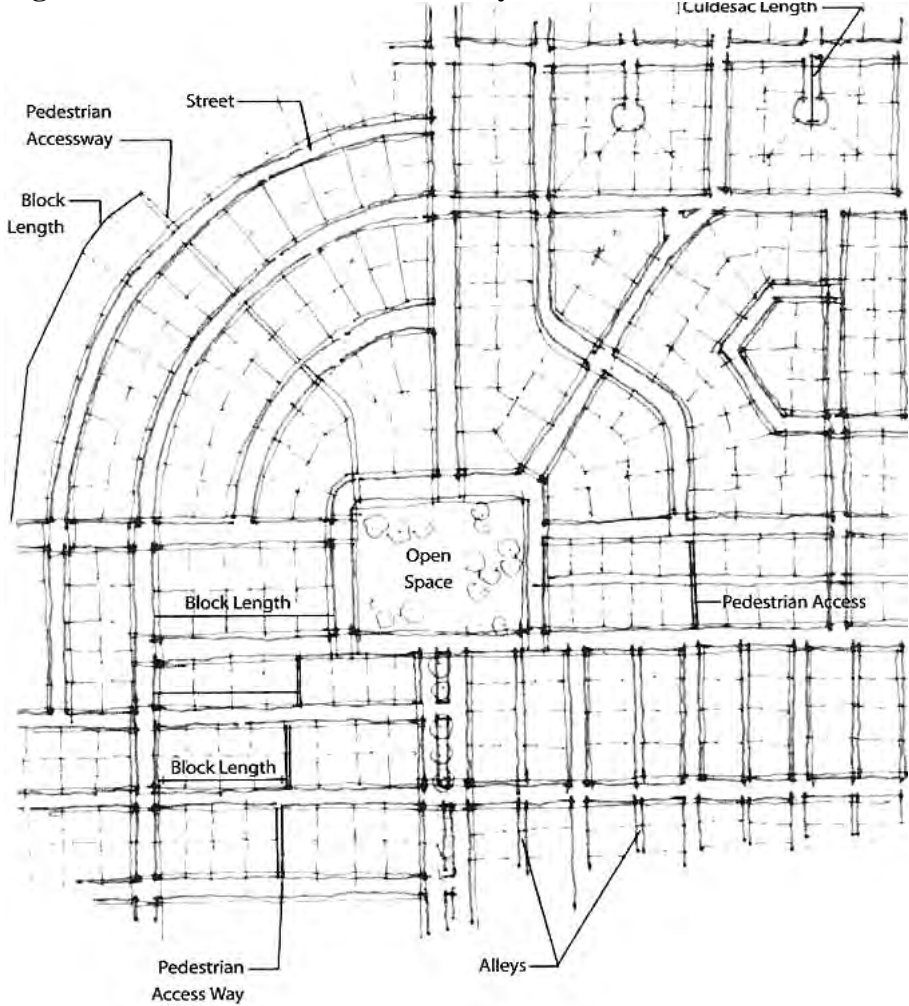 Culdesac Length
Street
Pedestrian
Accessway
Block
Length
Open
Space
Block Length
Pedestrian Access
Block Length
Alleys
Pedestrian
Access Way